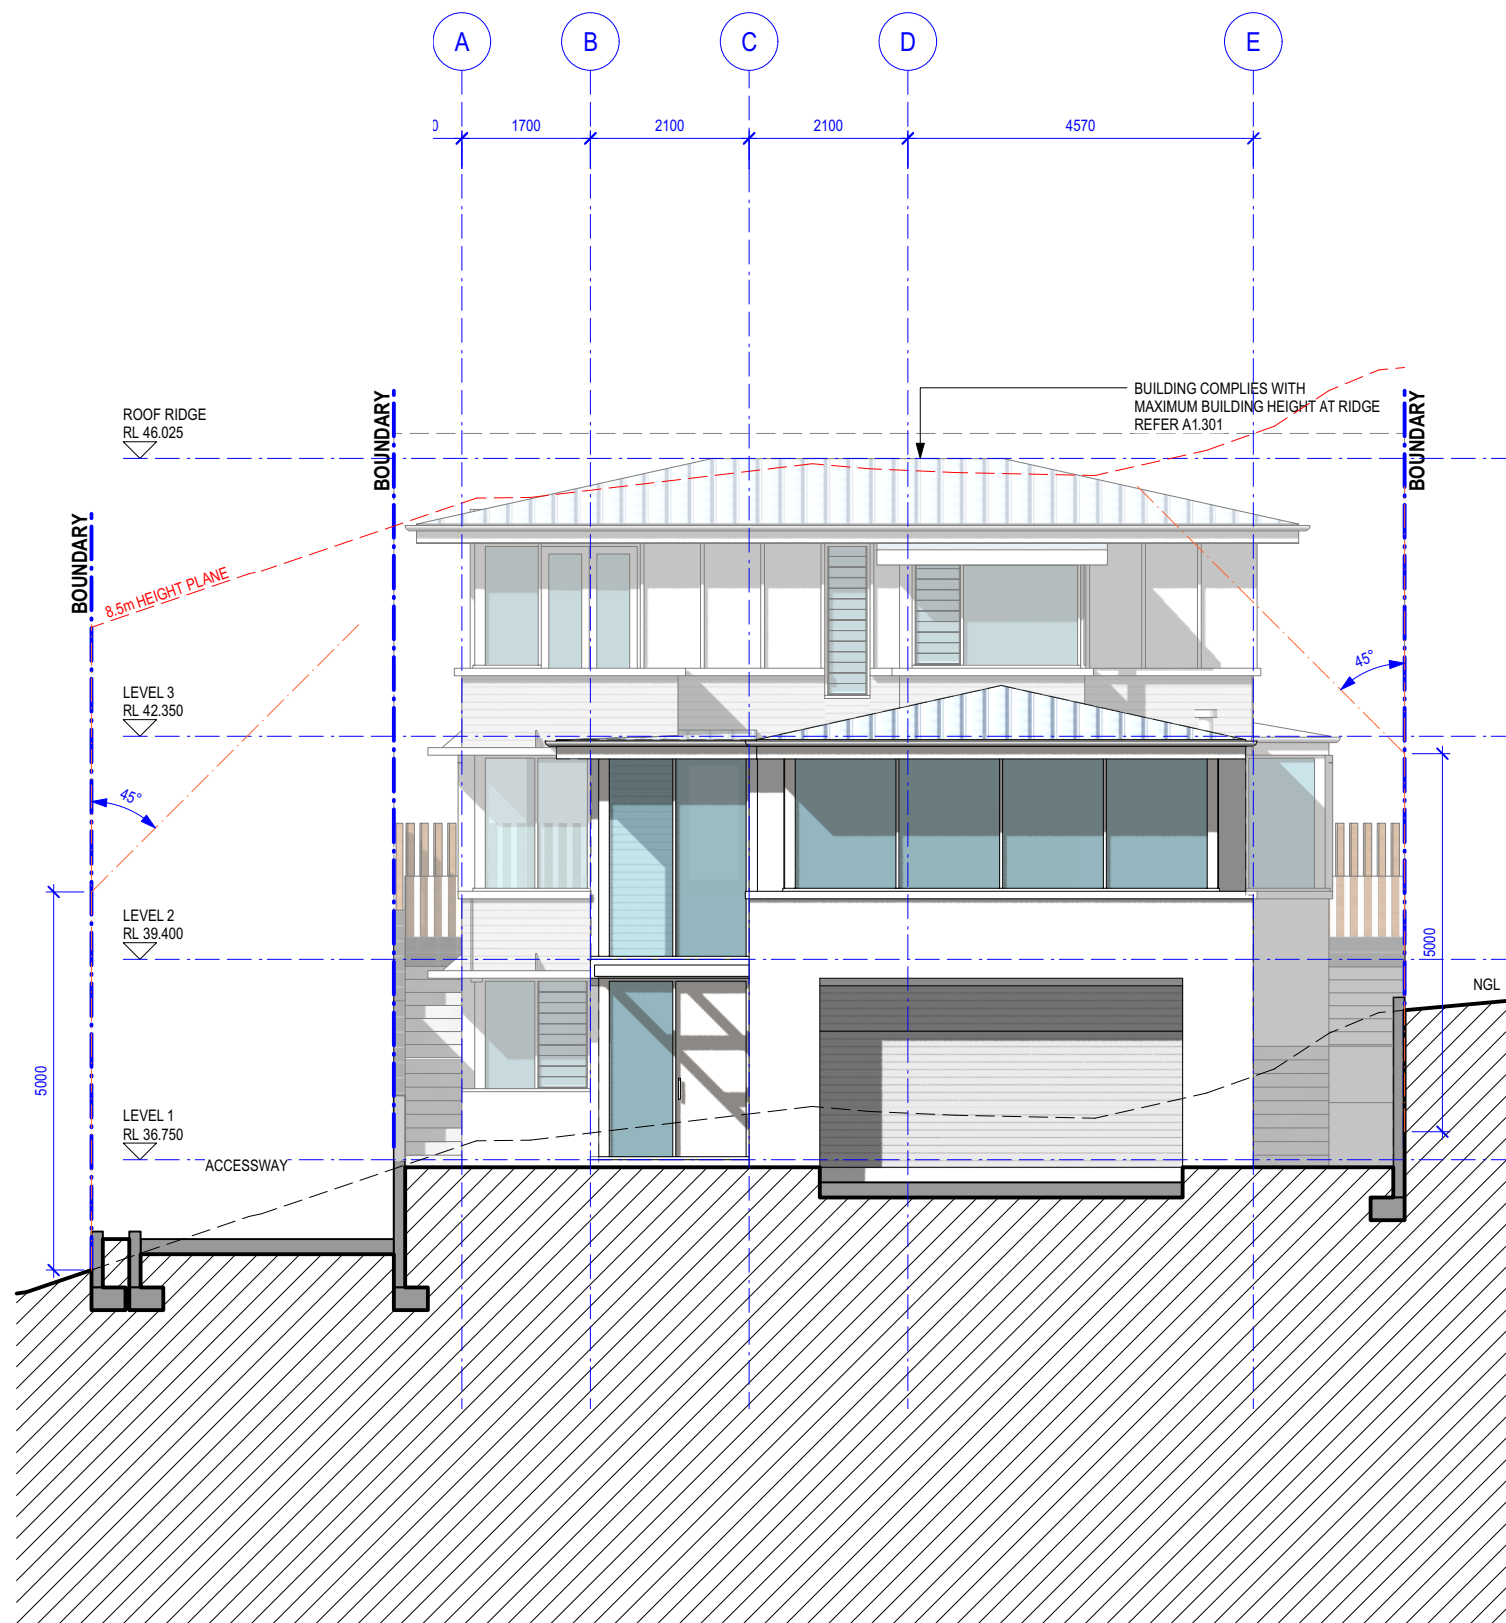 A B C D E
0 1700 2100 2100 4570
BUILDING COMPLIES WITH
MAXIMUM BUILDING HEIGHT AT RIDGE
REFER A1.301
ROOF RIDGE
RL 46.025
BOUNDARY
BOUNDARY
BOUNDARY
8.5m HEIGHT PLANE
45°
LEVEL 3
RL 42.350
45°
LEVEL 2
RL 39.400
5000
NGL
5000
LEVEL 1
RL 36.750
ACCESSWAY